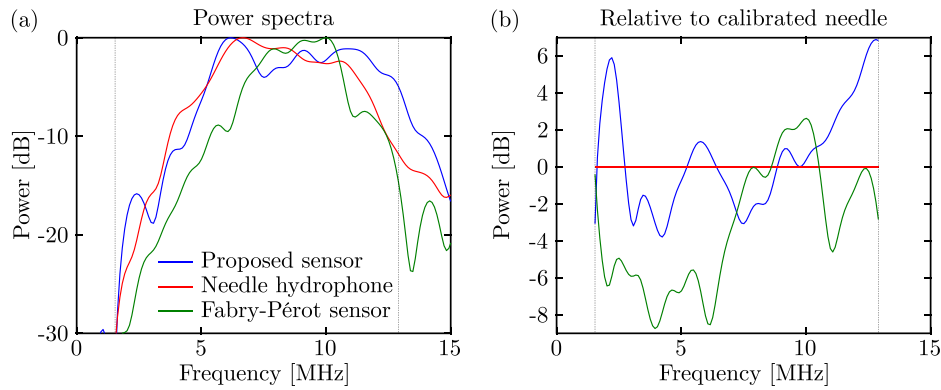 (a) Power spectra
0
-10
-20
-30
Power [dB]
Proposed sensor
Needle hydrophone
Fabry-Pérot sensor
0 5 10 15
Frequency [MHz]
(b) Relative to calibrated needle
6
4
2
0
-2
-4
-6
-8
Power [dB]
0 5 10 15
Frequency [MHz]